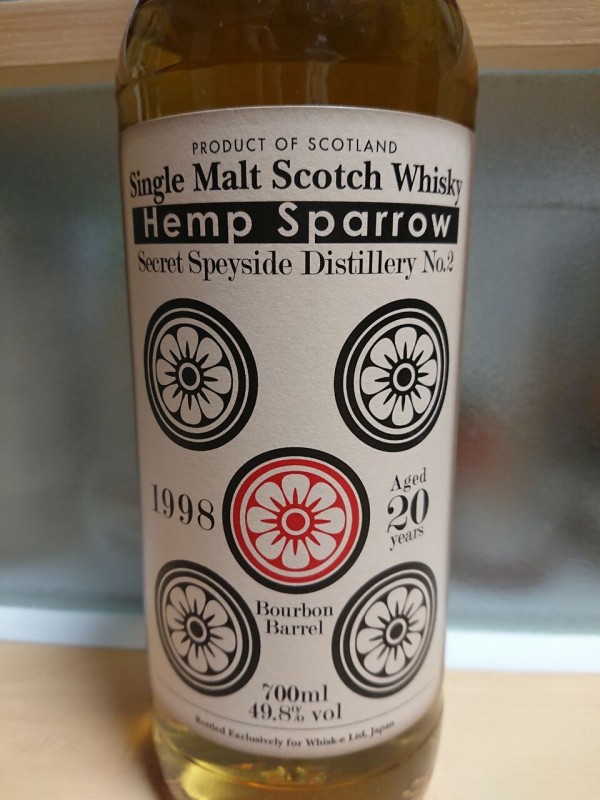 PRODUCT OF SCOTLAND
Single Malt Scotch Whisky
Hemp Sparrow
Secret Speyside Distillery No.2
1998
Aged
20
years
Bourbon
Barrel
700ml
49.8% vol
Bottled Exclusively for Whisk-e Ltd. Japan